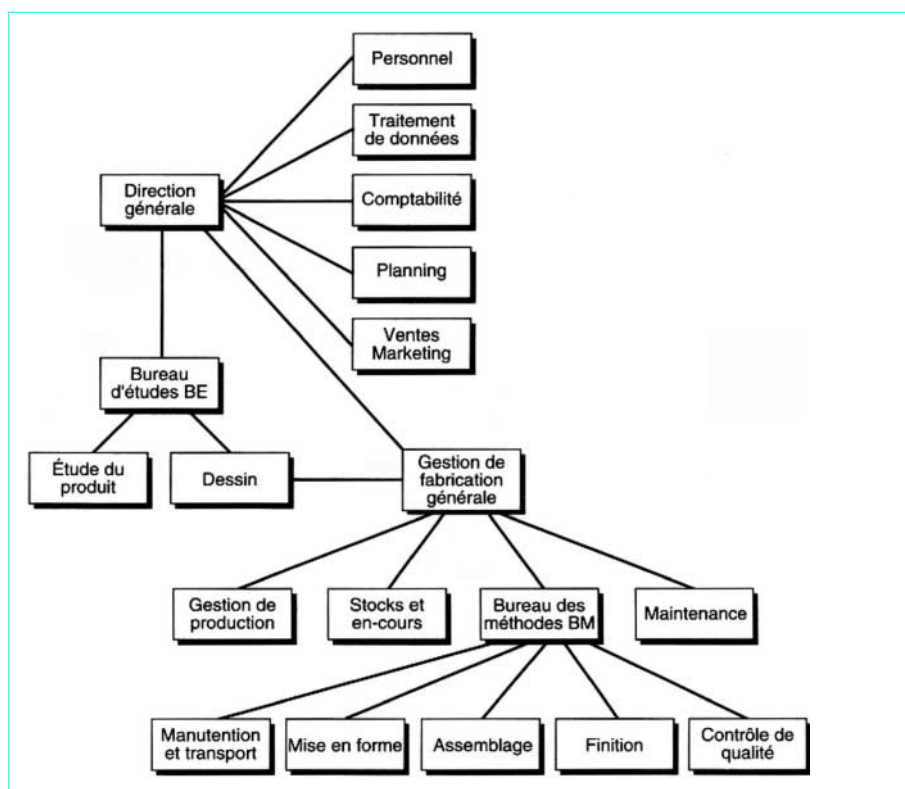 Personnel
Traitement
de données
Direction
générale
Comptabilité
Planning
Ventes
Marketing
Bureau
d'études BE
Étude du
produit
Dessin
Gestion de
fabrication
générale
Gestion de
production
Stocks et
en-cours
Bureau des
méthodes BM
Maintenance
Manutention
et transport
Mise en forme
Assemblage
Finition
Contrôle de
qualité